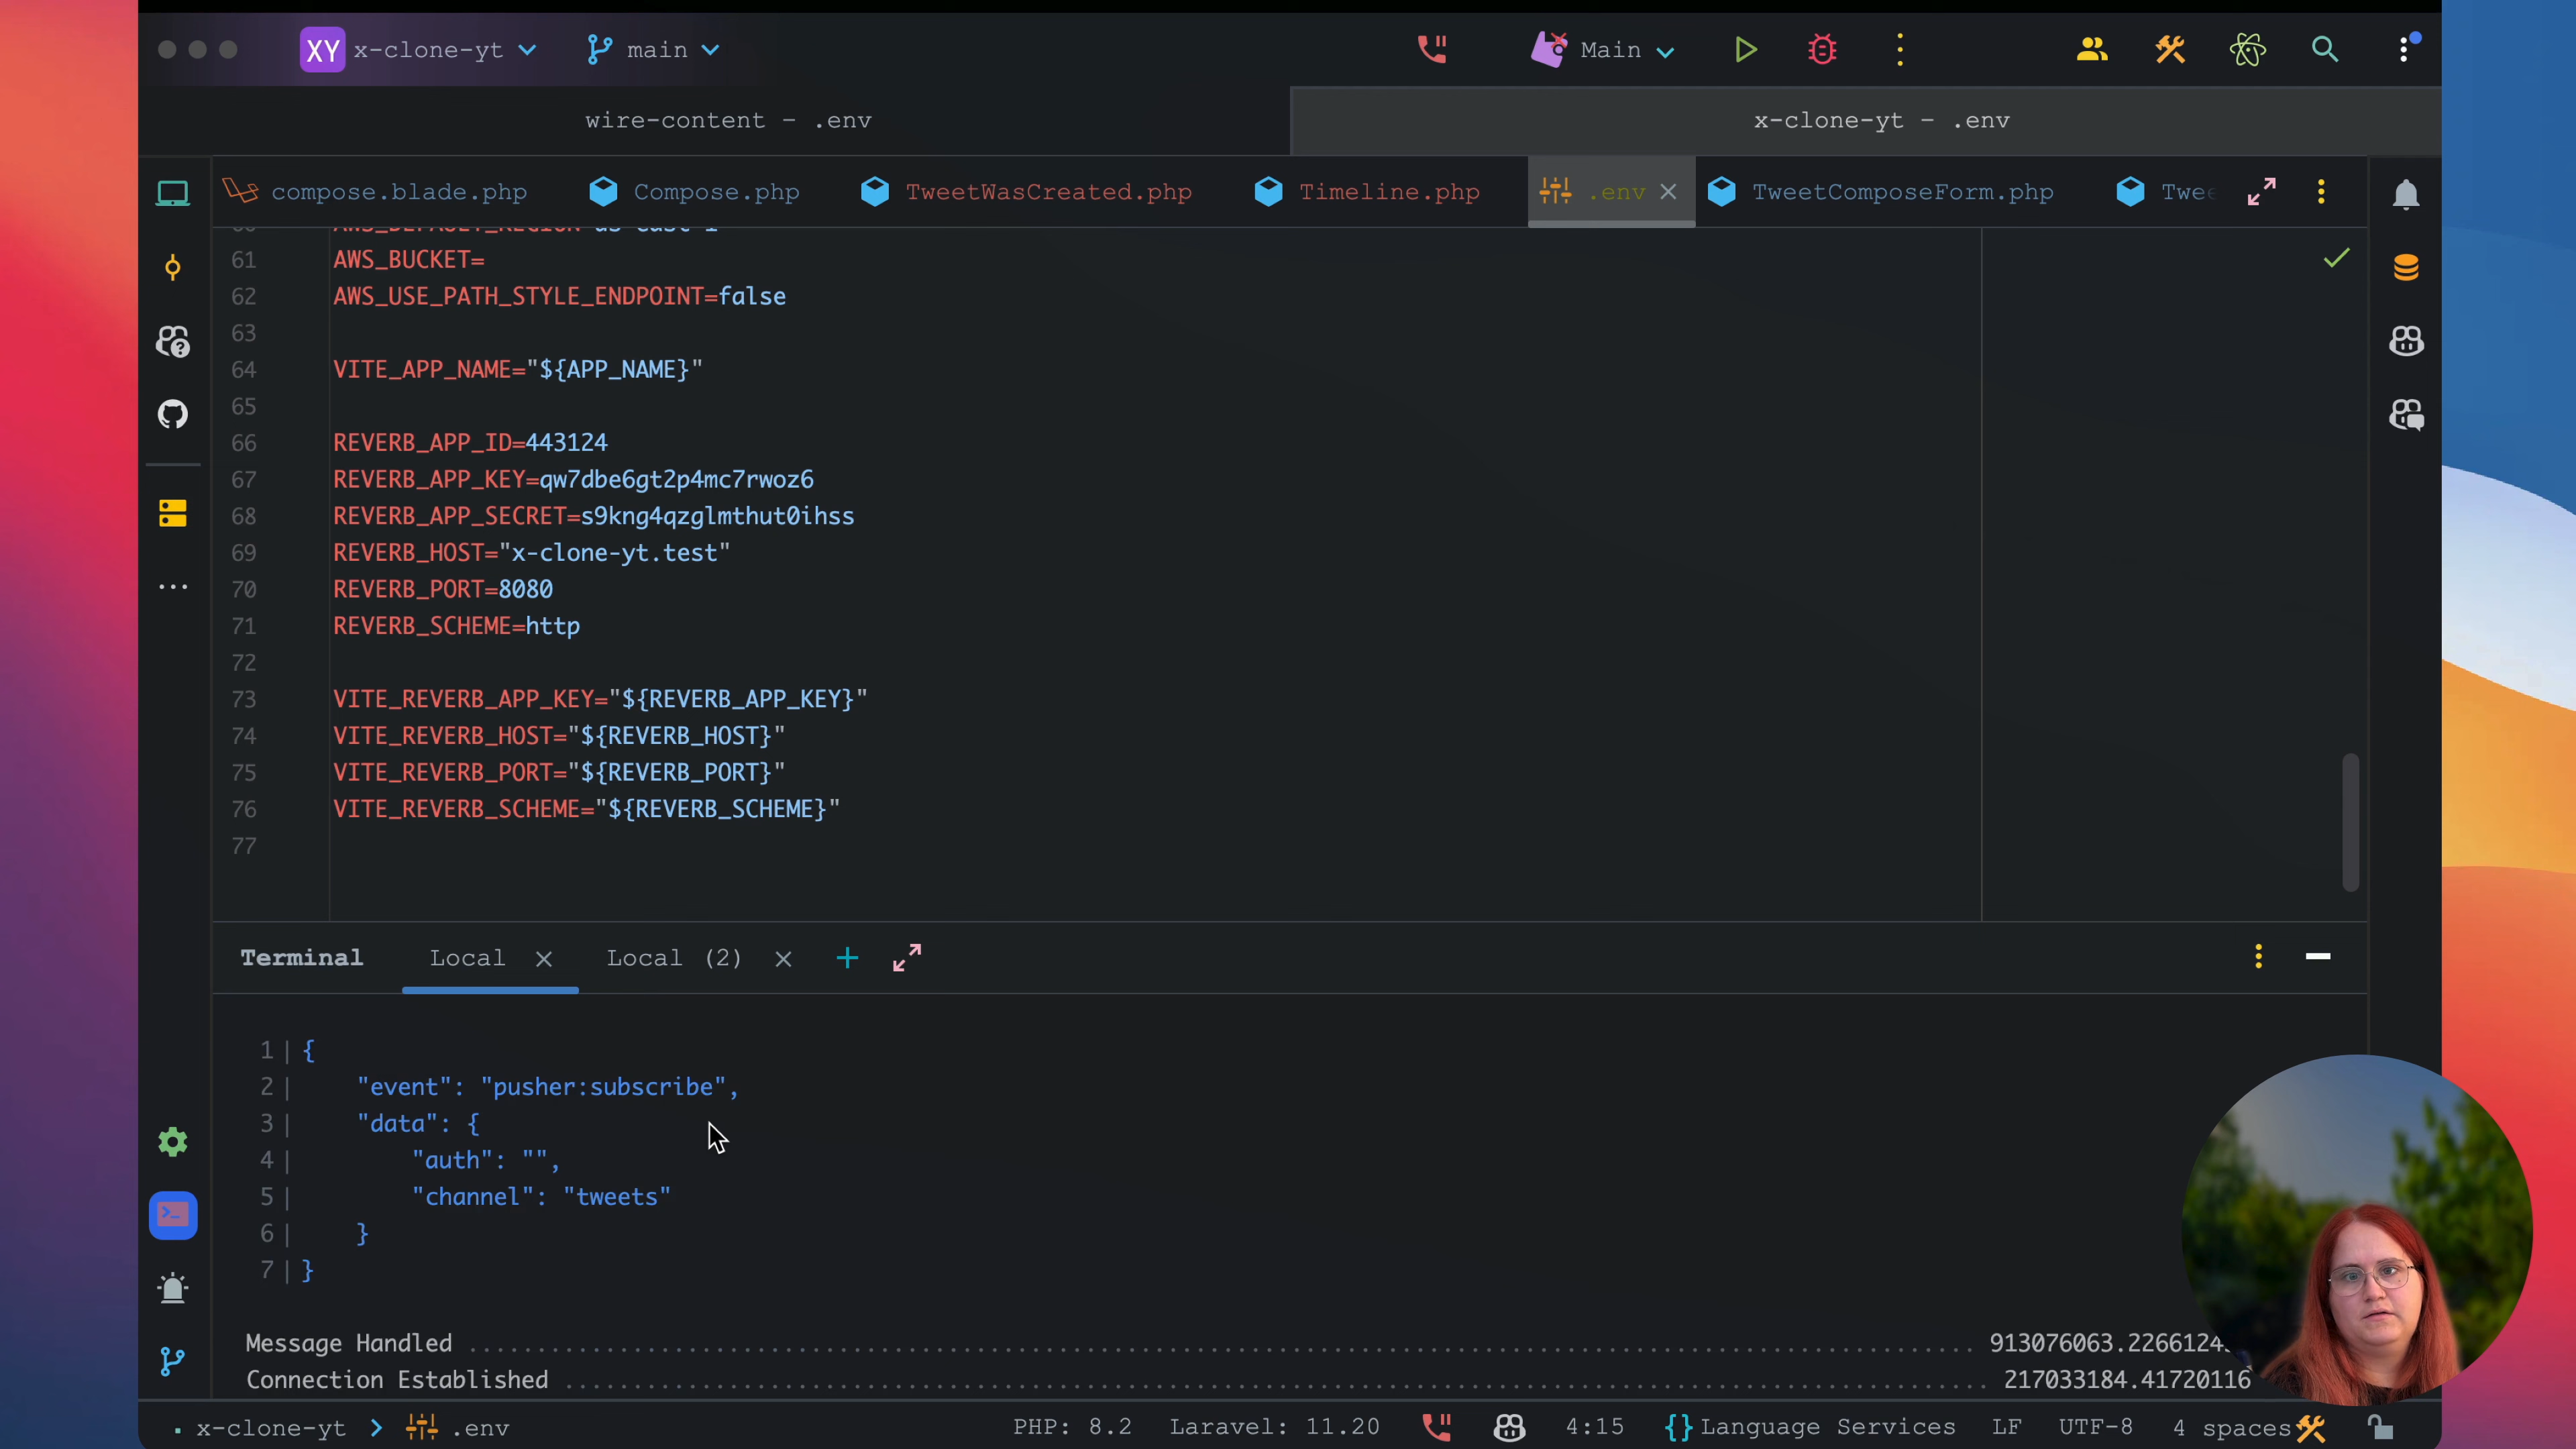 XY x-clone-yt main Main
wire-content – .env x-clone-yt – .env
compose.blade.php Compose.php TweetWasCreated.php Timeline.php .env TweetComposeForm.php Twee
61 AWS_BUCKET=
62 AWS_USE_PATH_STYLE_ENDPOINT=false
63
64 VITE_APP_NAME="${APP_NAME}"
65
66 REVERB_APP_ID=443124
67 REVERB_APP_KEY=qw7dbe6gt2p4mc7rwoz6
68 REVERB_APP_SECRET=s9kng4qzglmthut0ihss
69 REVERB_HOST="x-clone-yt.test"
70 REVERB_PORT=8080
71 REVERB_SCHEME=http
72
73 VITE_REVERB_APP_KEY="${REVERB_APP_KEY}"
74 VITE_REVERB_HOST="${REVERB_HOST}"
75 VITE_REVERB_PORT="${REVERB_PORT}"
76 VITE_REVERB_SCHEME="${REVERB_SCHEME}"
77
Terminal Local Local (2)
1| {
2| "event": "pusher:subscribe",
3| "data": {
4| "auth": "",
5| "channel": "tweets"
6| }
7| }
Message Handled 913076063.2266124
Connection Established 217033184.41720116
x-clone-yt > .env PHP: 8.2 Laravel: 11.20 4:15 {} Language Services LF UTF-8 4 spaces